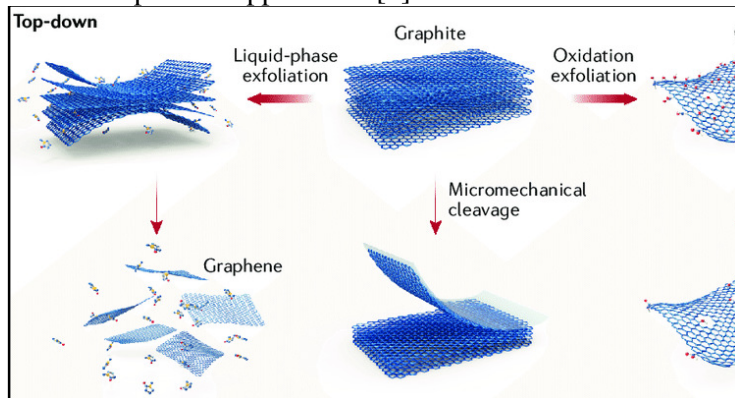 Top-down
Liquid-phase
exfoliation
Graphite
Oxidation
exfoliation
Micromechanical
cleavage
Graphene